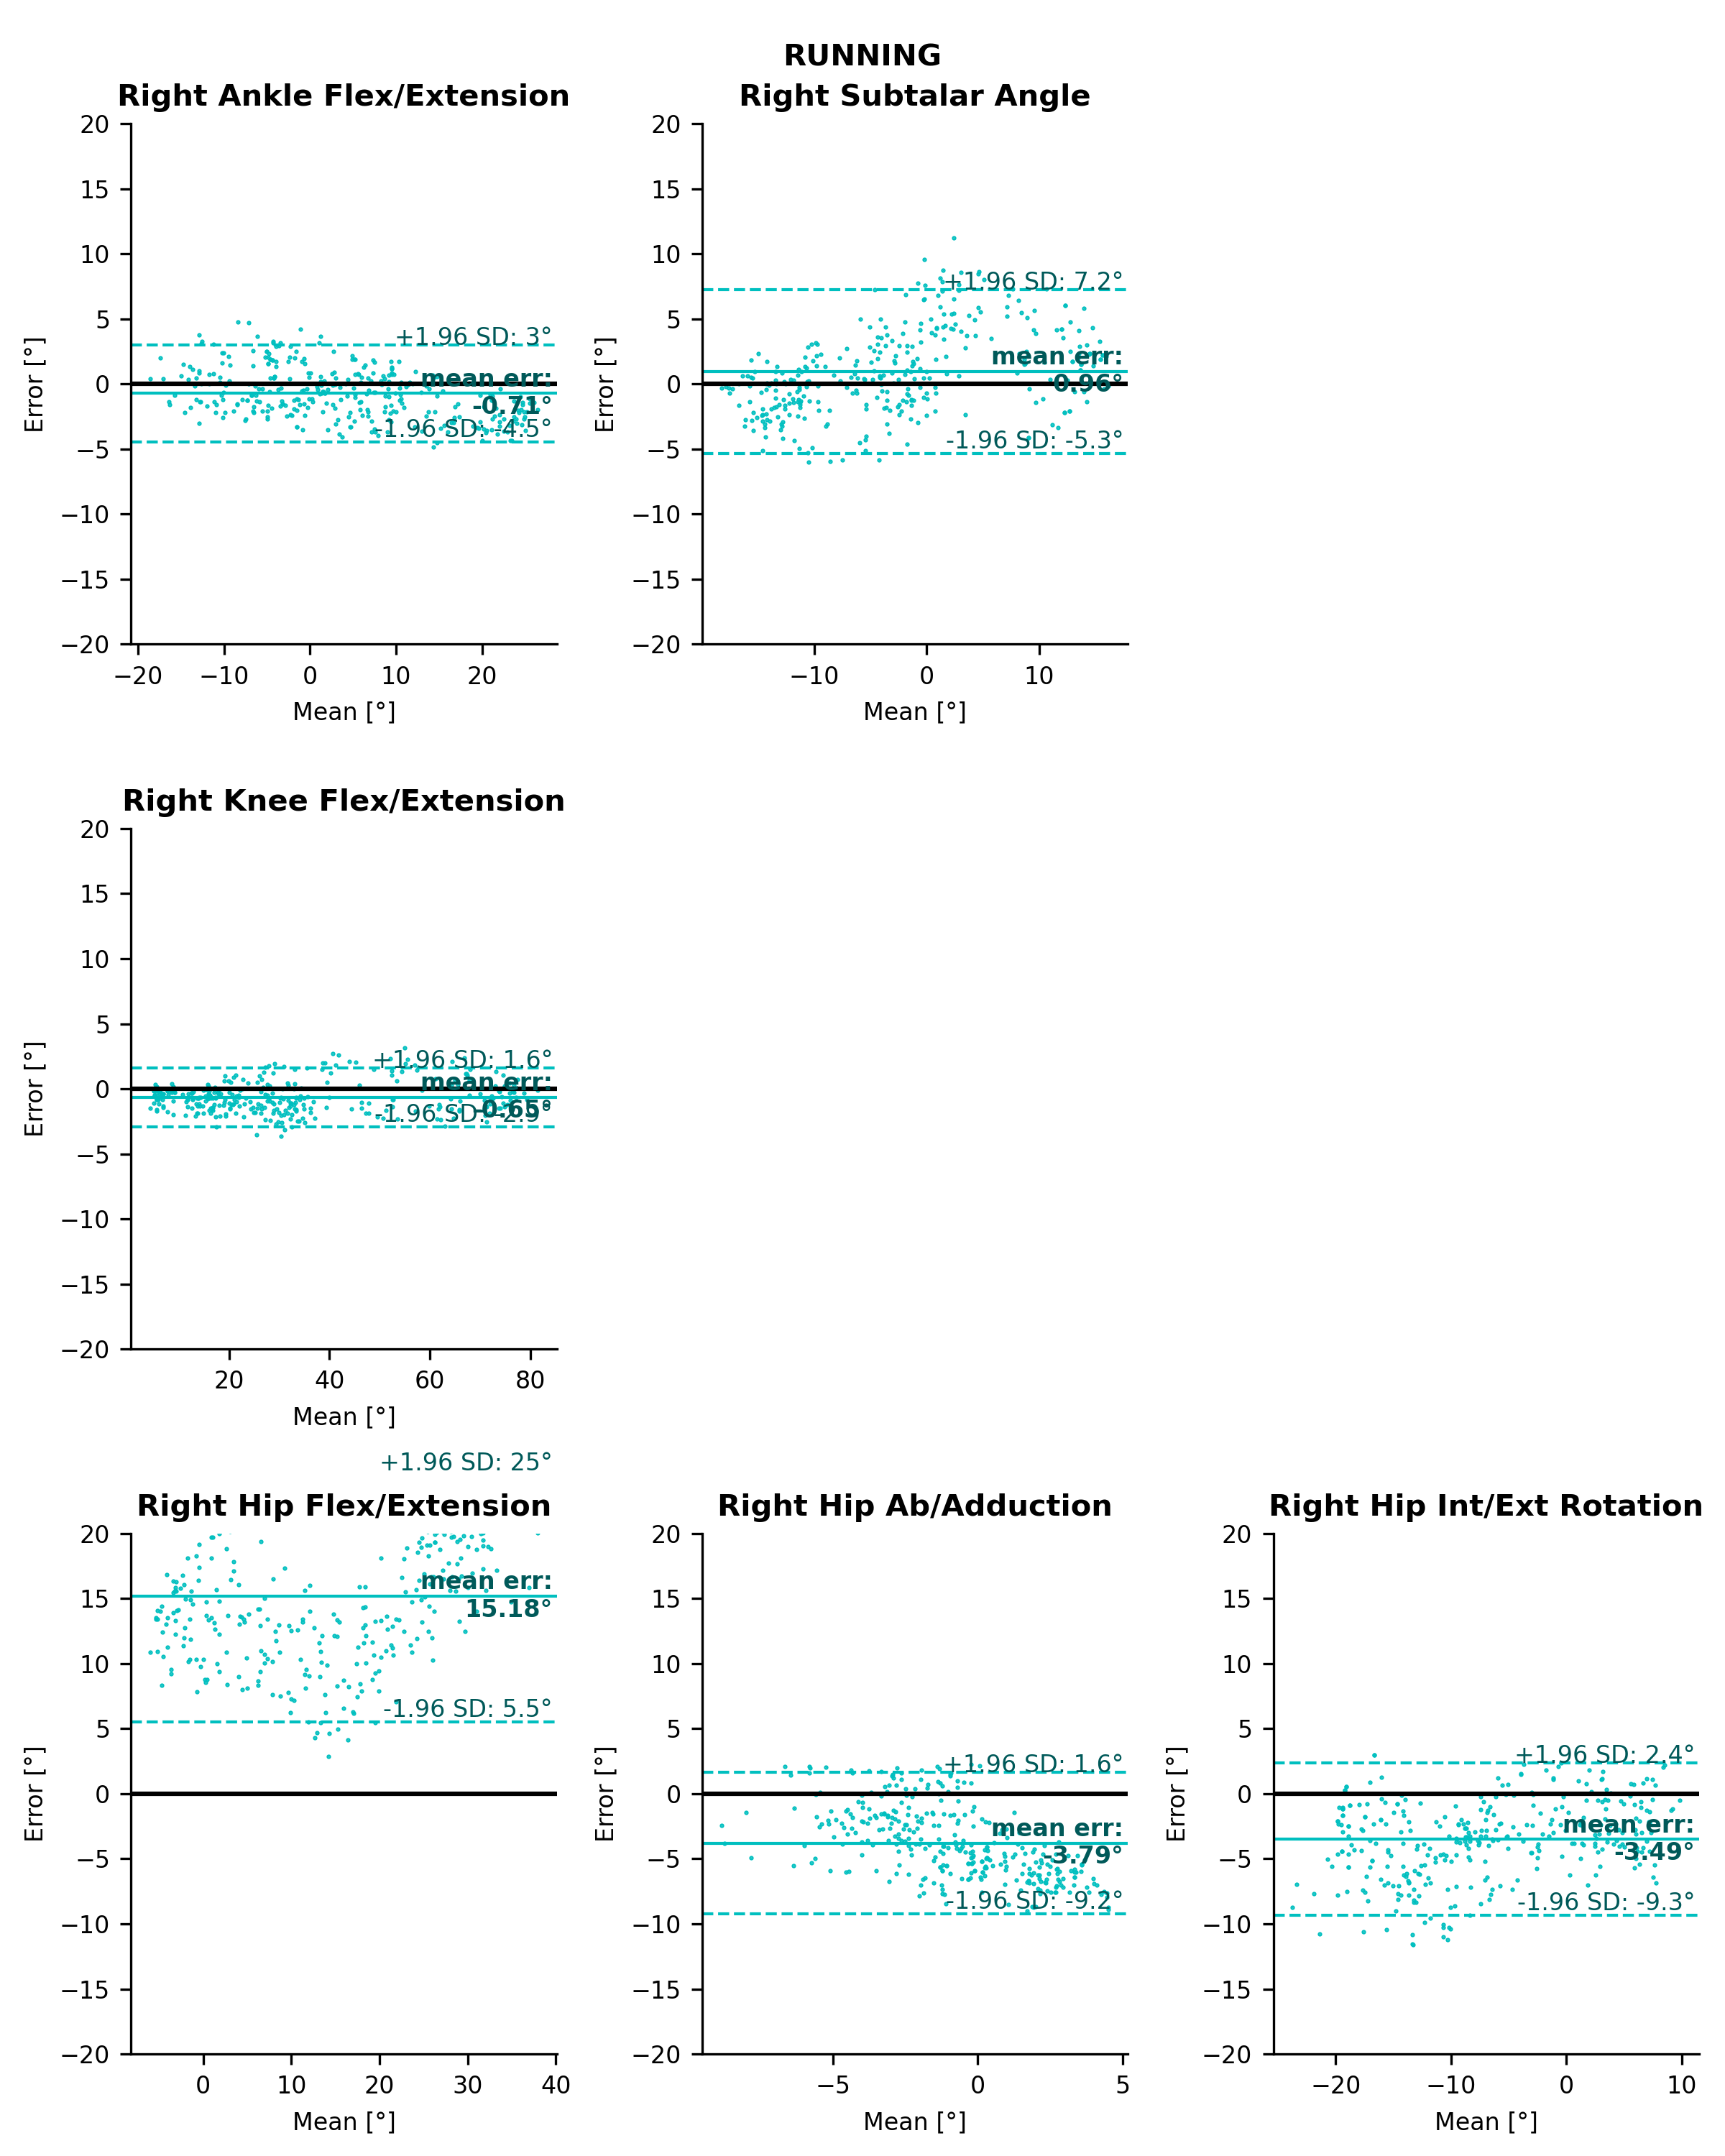 RUNNING
Right Ankle Flex/Extension
20
15
10
5
0
−5
−10
−15
−20
Error [°]
+1.96 SD: 3°
mean err:
-0.71°
-1.96 SD: -4.5°
−20 −10 0 10 20
Mean [°]
Right Subtalar Angle
20
15
10
5
0
−5
−10
−15
−20
Error [°]
+1.96 SD: 7.2°
mean err:
0.96°
-1.96 SD: -5.3°
−10 0 10
Mean [°]
Right Knee Flex/Extension
20
15
10
5
0
−5
−10
−15
−20
Error [°]
+1.96 SD: 1.6°
mean err:
-0.65°
-1.96 SD: -2.9°
20 40 60 80
Mean [°]
+1.96 SD: 25°
Right Hip Flex/Extension
20
15
10
5
0
−5
−10
−15
−20
Error [°]
mean err:
15.18°
-1.96 SD: 5.5°
0 10 20 30 40
Mean [°]
Right Hip Ab/Adduction
20
15
10
5
0
−5
−10
−15
−20
Error [°]
+1.96 SD: 1.6°
mean err:
-3.79°
-1.96 SD: -9.2°
−5 0 5
Mean [°]
Right Hip Int/Ext Rotation
20
15
10
5
0
−5
−10
−15
−20
Error [°]
+1.96 SD: 2.4°
mean err:
-3.49°
-1.96 SD: -9.3°
−20 −10 0 10
Mean [°]